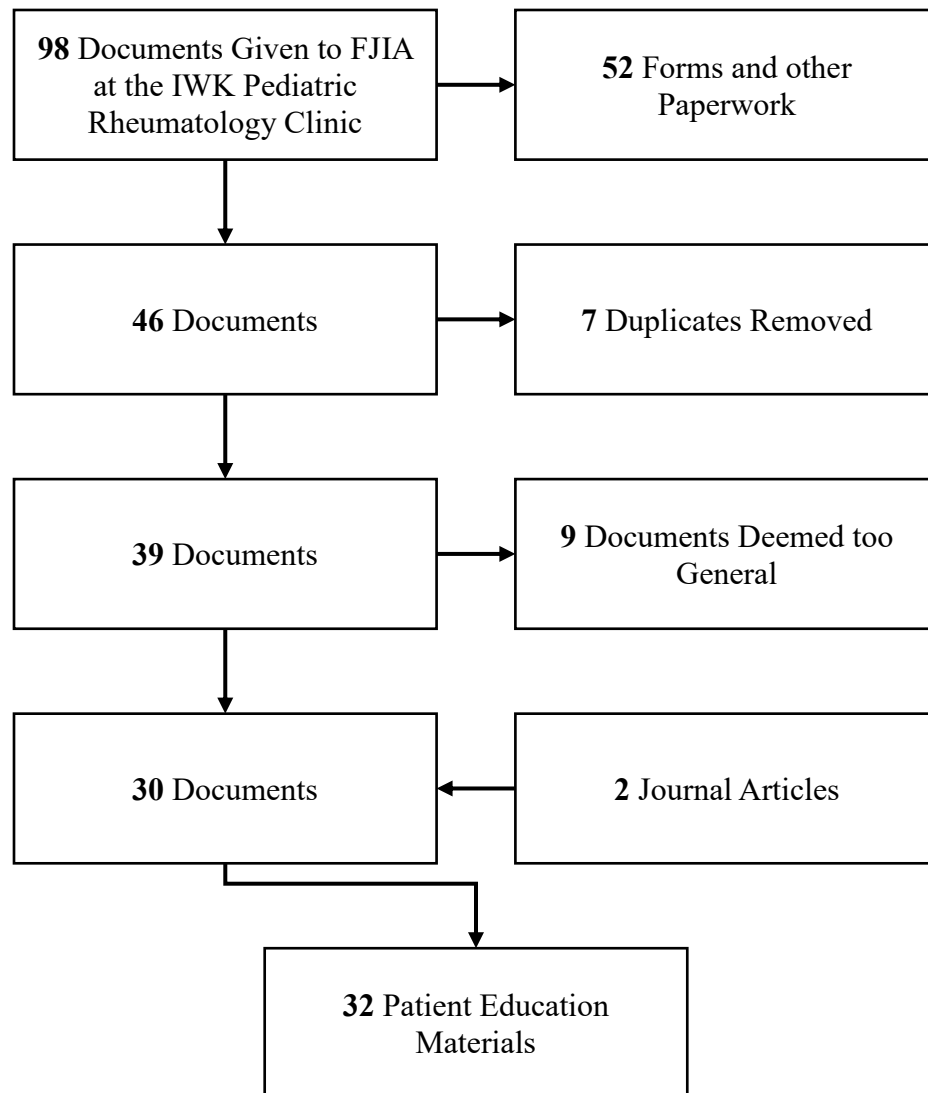 98 Documents Given to FJIA
at the IWK Pediatric
Rheumatology Clinic
52 Forms and other
Paperwork
46 Documents
7 Duplicates Removed
39 Documents
9 Documents Deemed too
General
30 Documents
2 Journal Articles
32 Patient Education
Materials